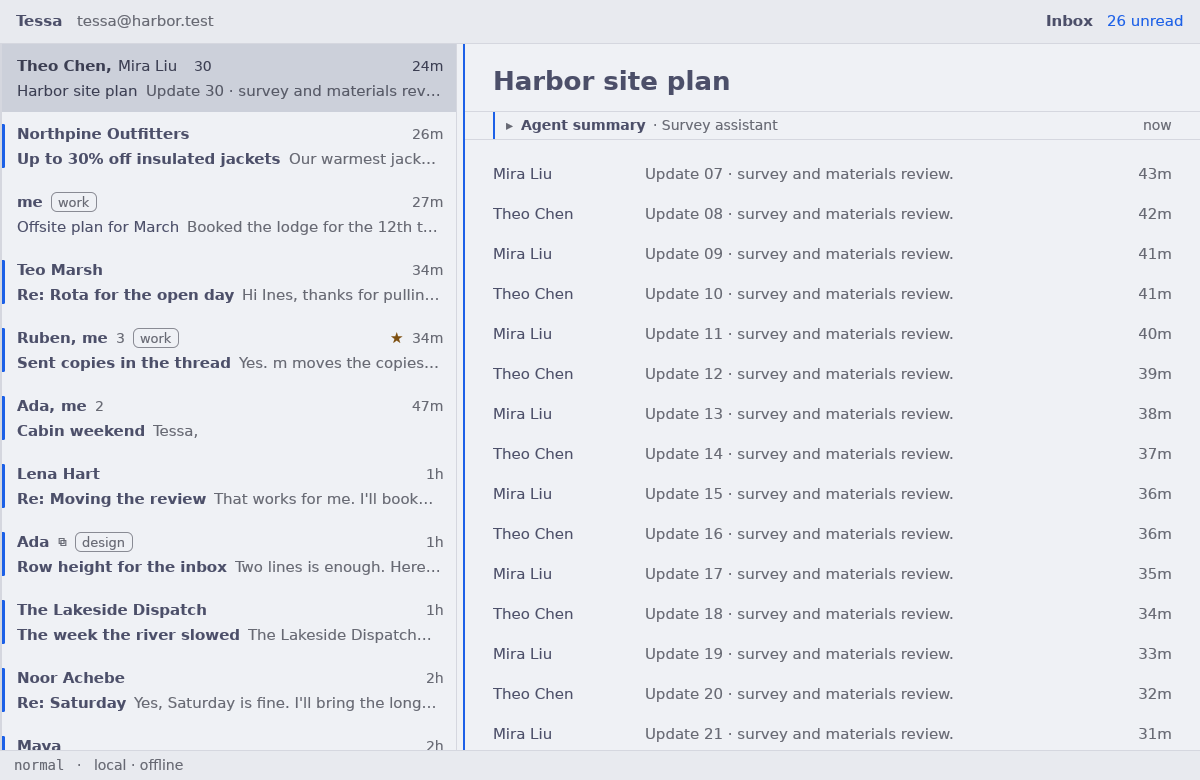 Tessa tessa@harbor.test
Inbox 26 unread
Theo Chen, Mira Liu 30 24m
Harbor site plan Update 30 · survey and materials rev…
Northpine Outfitters 26m
Up to 30% off insulated jackets Our warmest jack…
me work 27m
Offsite plan for March Booked the lodge for the 12th t…
Teo Marsh 34m
Re: Rota for the open day Hi Ines, thanks for pullin…
Ruben, me 3 work ★ 34m
Sent copies in the thread Yes. m moves the copies…
Ada, me 2 47m
Cabin weekend Tessa,
Lena Hart 1h
Re: Moving the review That works for me. I'll book…
Ada design 1h
Row height for the inbox Two lines is enough. Here…
The Lakeside Dispatch 1h
The week the river slowed The Lakeside Dispatch…
Noor Achebe 2h
Re: Saturday Yes, Saturday is fine. I'll bring the long…
Maya 2h
Harbor site plan
▸ Agent summary · Survey assistant now
Mira Liu Update 07 · survey and materials review. 43m
Theo Chen Update 08 · survey and materials review. 42m
Mira Liu Update 09 · survey and materials review. 41m
Theo Chen Update 10 · survey and materials review. 41m
Mira Liu Update 11 · survey and materials review. 40m
Theo Chen Update 12 · survey and materials review. 39m
Mira Liu Update 13 · survey and materials review. 38m
Theo Chen Update 14 · survey and materials review. 37m
Mira Liu Update 15 · survey and materials review. 36m
Theo Chen Update 16 · survey and materials review. 36m
Mira Liu Update 17 · survey and materials review. 35m
Theo Chen Update 18 · survey and materials review. 34m
Mira Liu Update 19 · survey and materials review. 33m
Theo Chen Update 20 · survey and materials review. 32m
Mira Liu Update 21 · survey and materials review. 31m
normal · local · offline